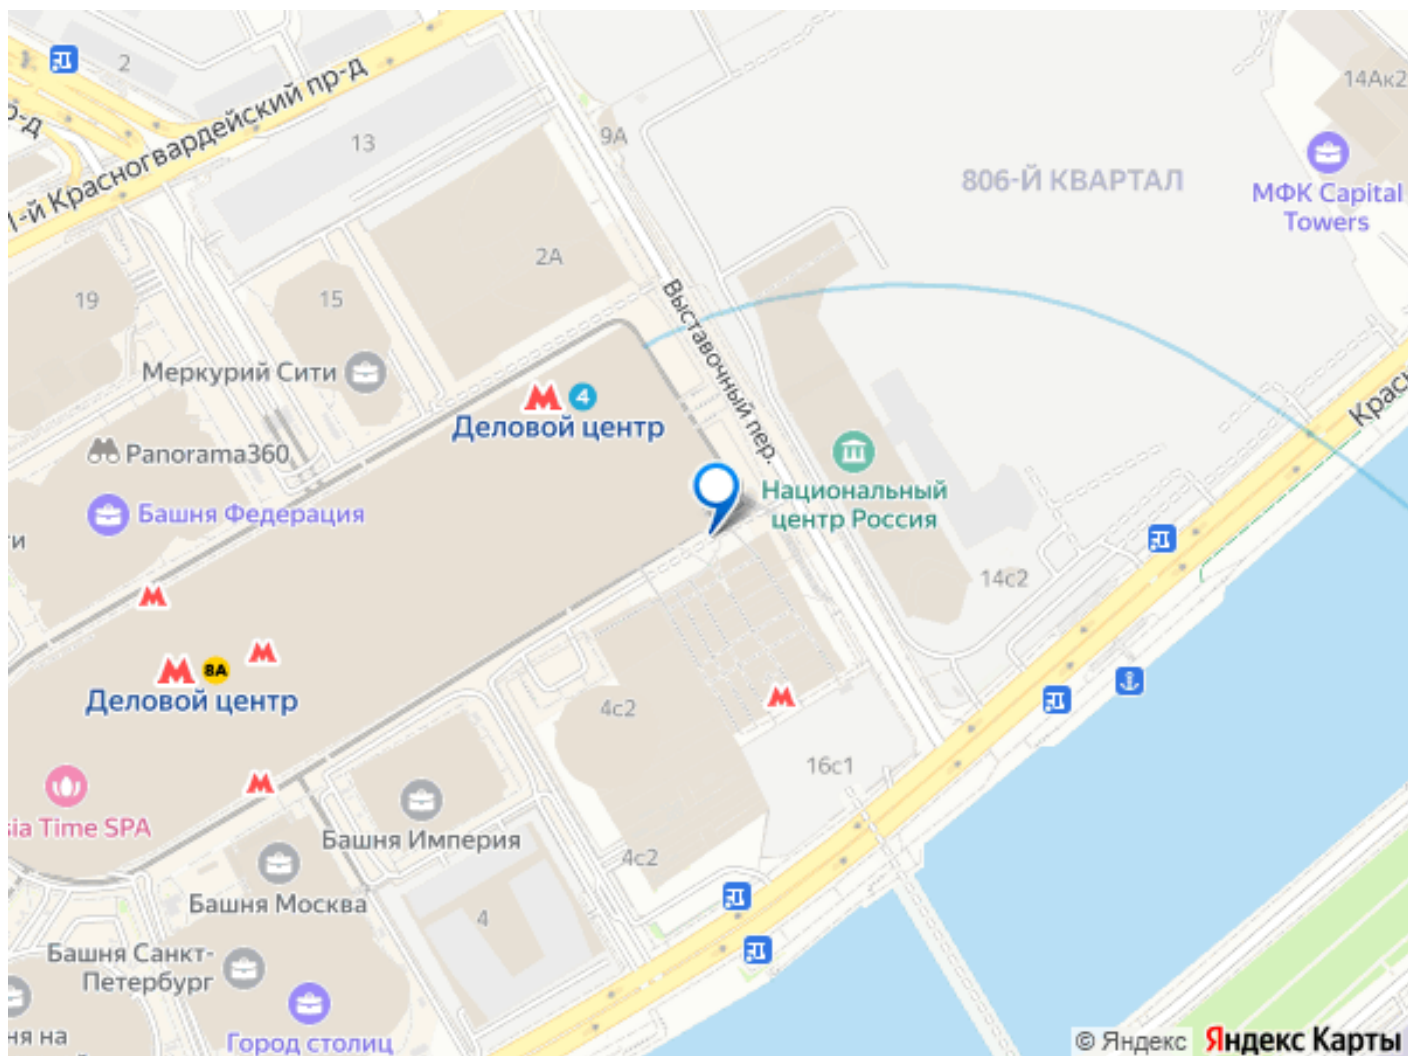 2
1-й Красногвардейский пр-д
14Ак2
13
9А
806-Й КВАРТАЛ
МФК Capital
Towers
2А
19
15
Выставочный пер.
Меркурий Сити
4
Деловой центр
Panorama360
Башня Федерация
Национальный
центр Россия
14с2
8А
Деловой центр
4с2
16с1
Time SPA
Башня Империя
4с2
Башня Москва
4
Башня Санкт-
Петербург
Город столиц
на
© Яндекс Яндекс Карты